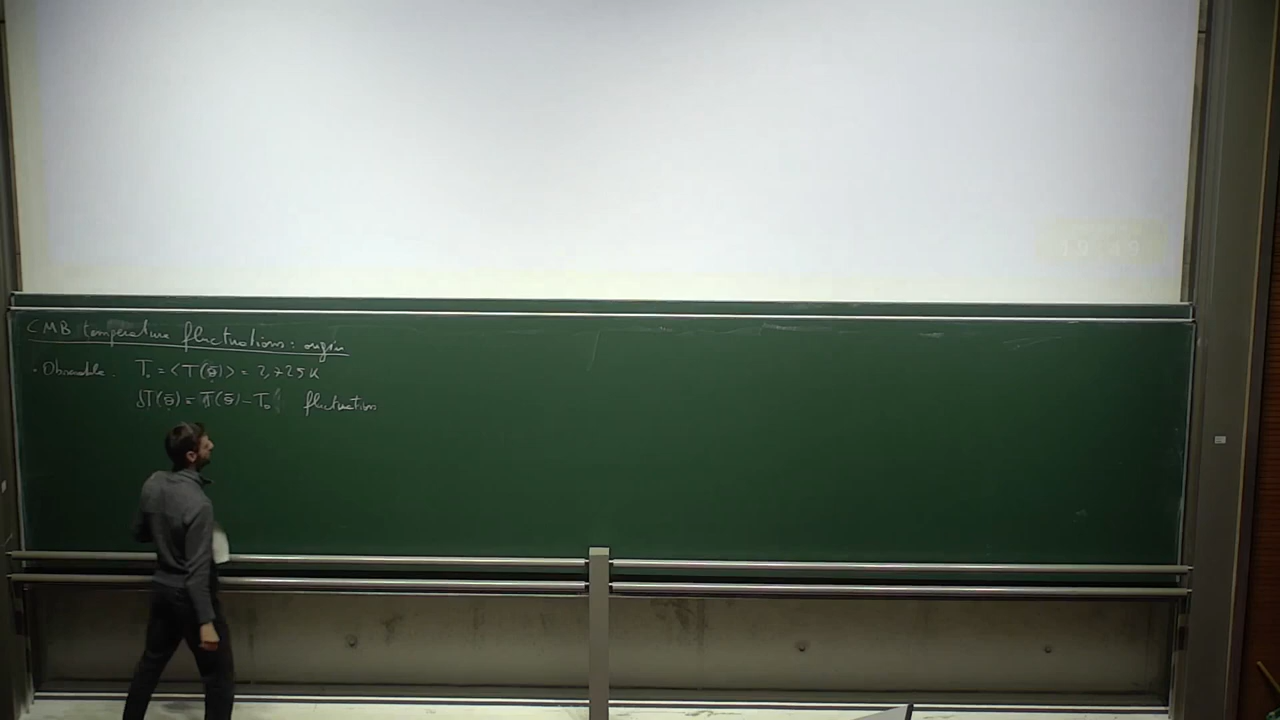 CMB temperature fluctuations: origin
• Observable. T₀ = <T(θ)> = 2,725 K
δT(θ) = T(θ) – T₀ fluctuation